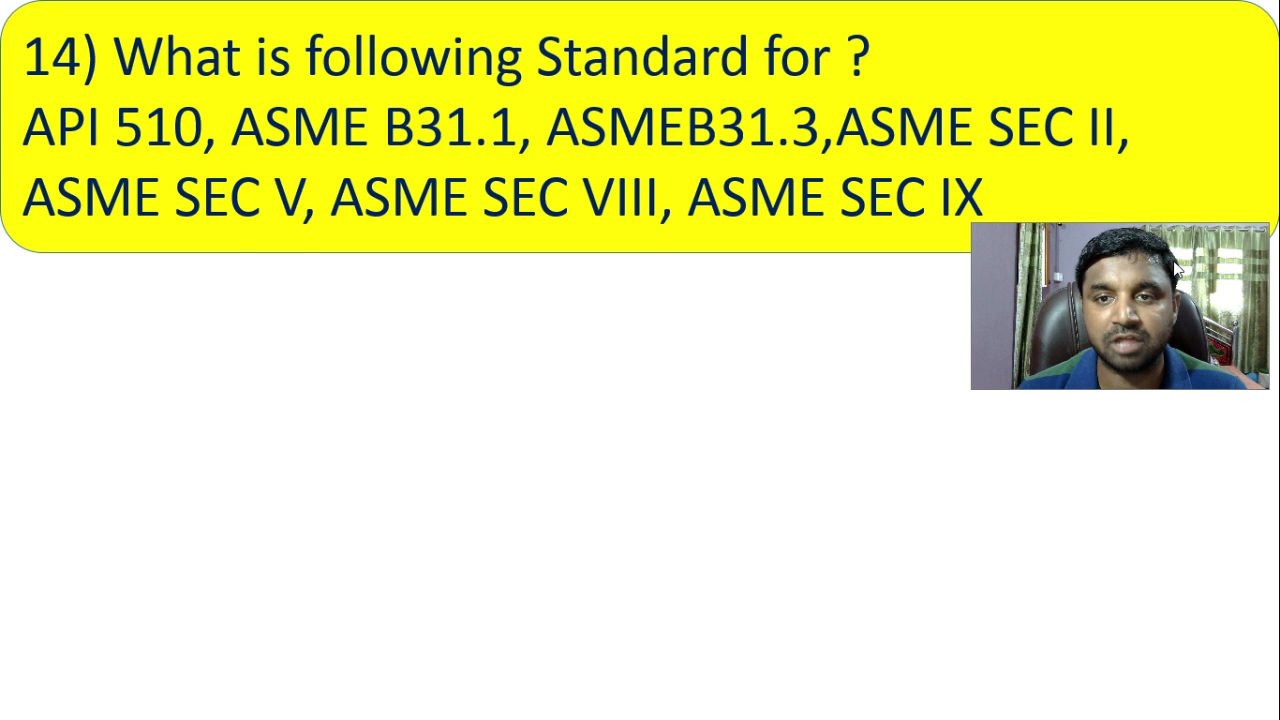 14) What is following Standard for ?
API 510, ASME B31.1, ASMEB31.3,ASME SEC II,
ASME SEC V, ASME SEC VIII, ASME SEC IX